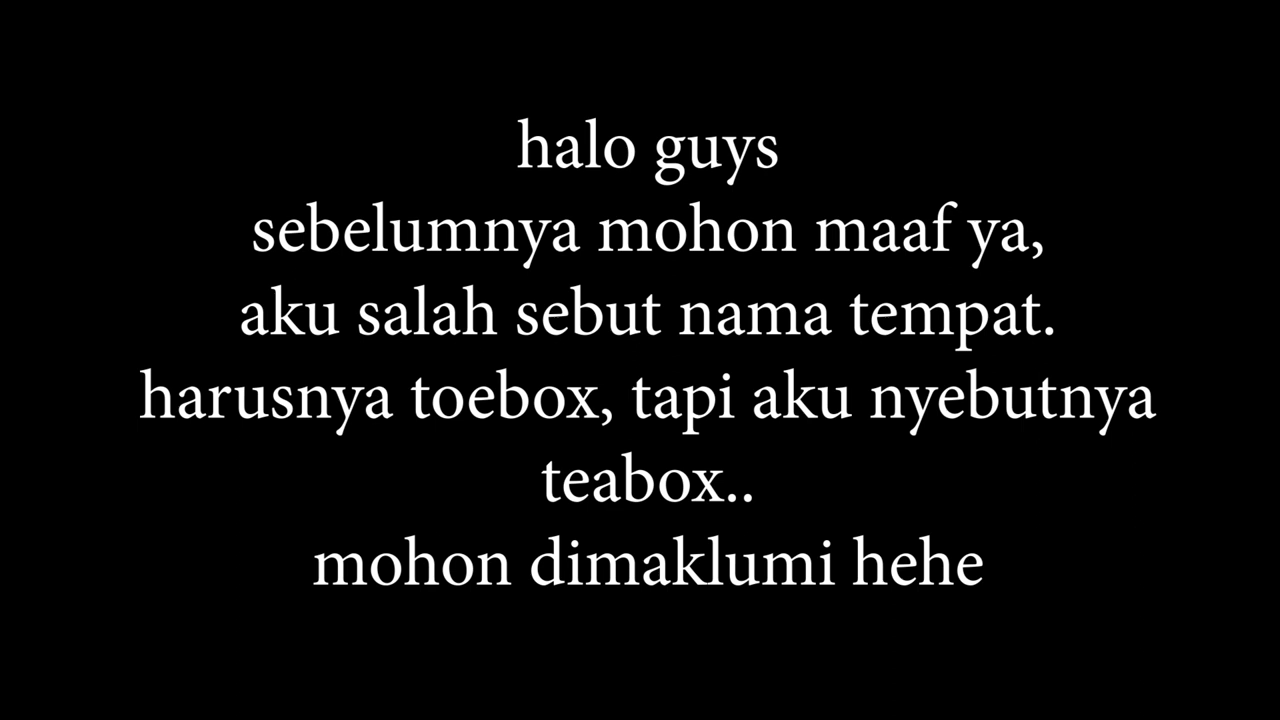 halo guys
sebelumnya mohon maaf ya,
aku salah sebut nama tempat.
harusnya toebox, tapi aku nyebutnya
teabox..
mohon dimaklumi hehe